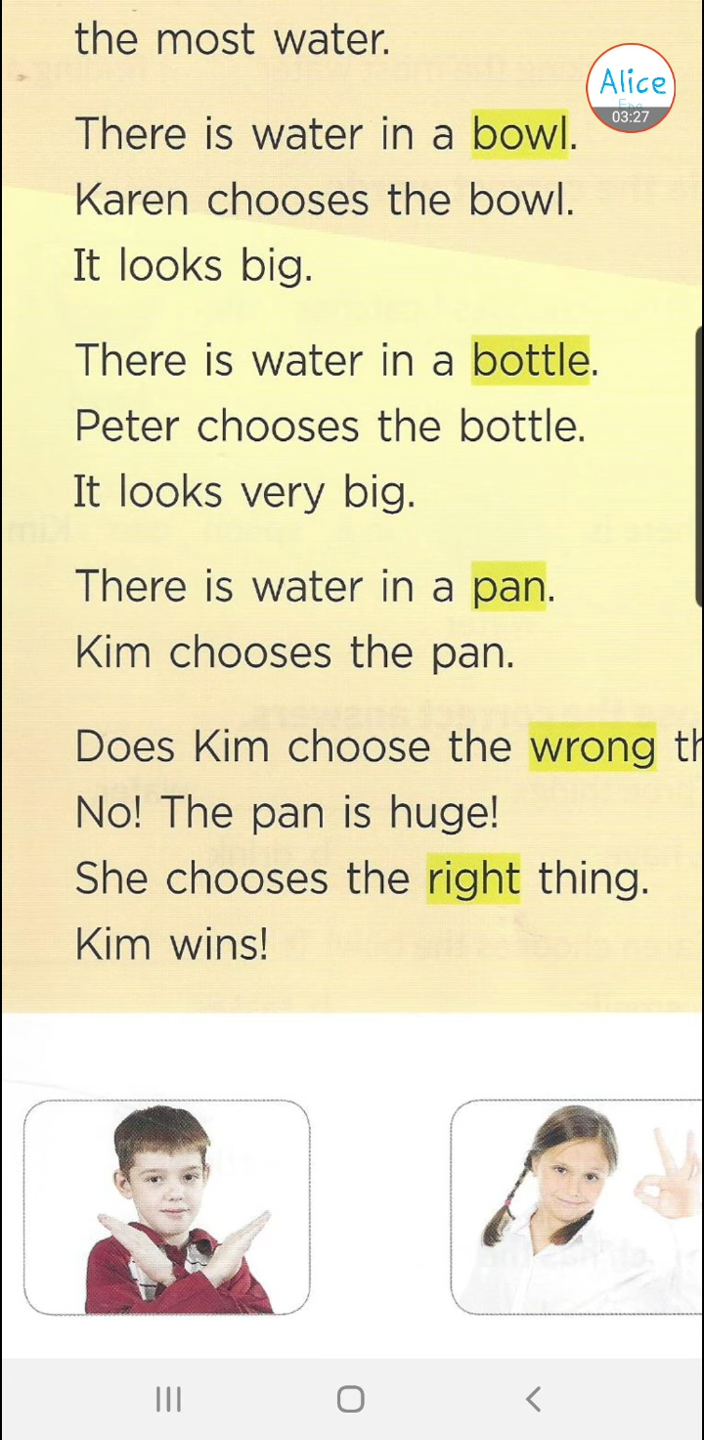 the most water.
Alice
03:27
There is water in a bowl.
Karen chooses the bowl.
It looks big.
There is water in a bottle.
Peter chooses the bottle.
It looks very big.
There is water in a pan.
Kim chooses the pan.
Does Kim choose the wrong th
No! The pan is huge!
She chooses the right thing.
Kim wins!